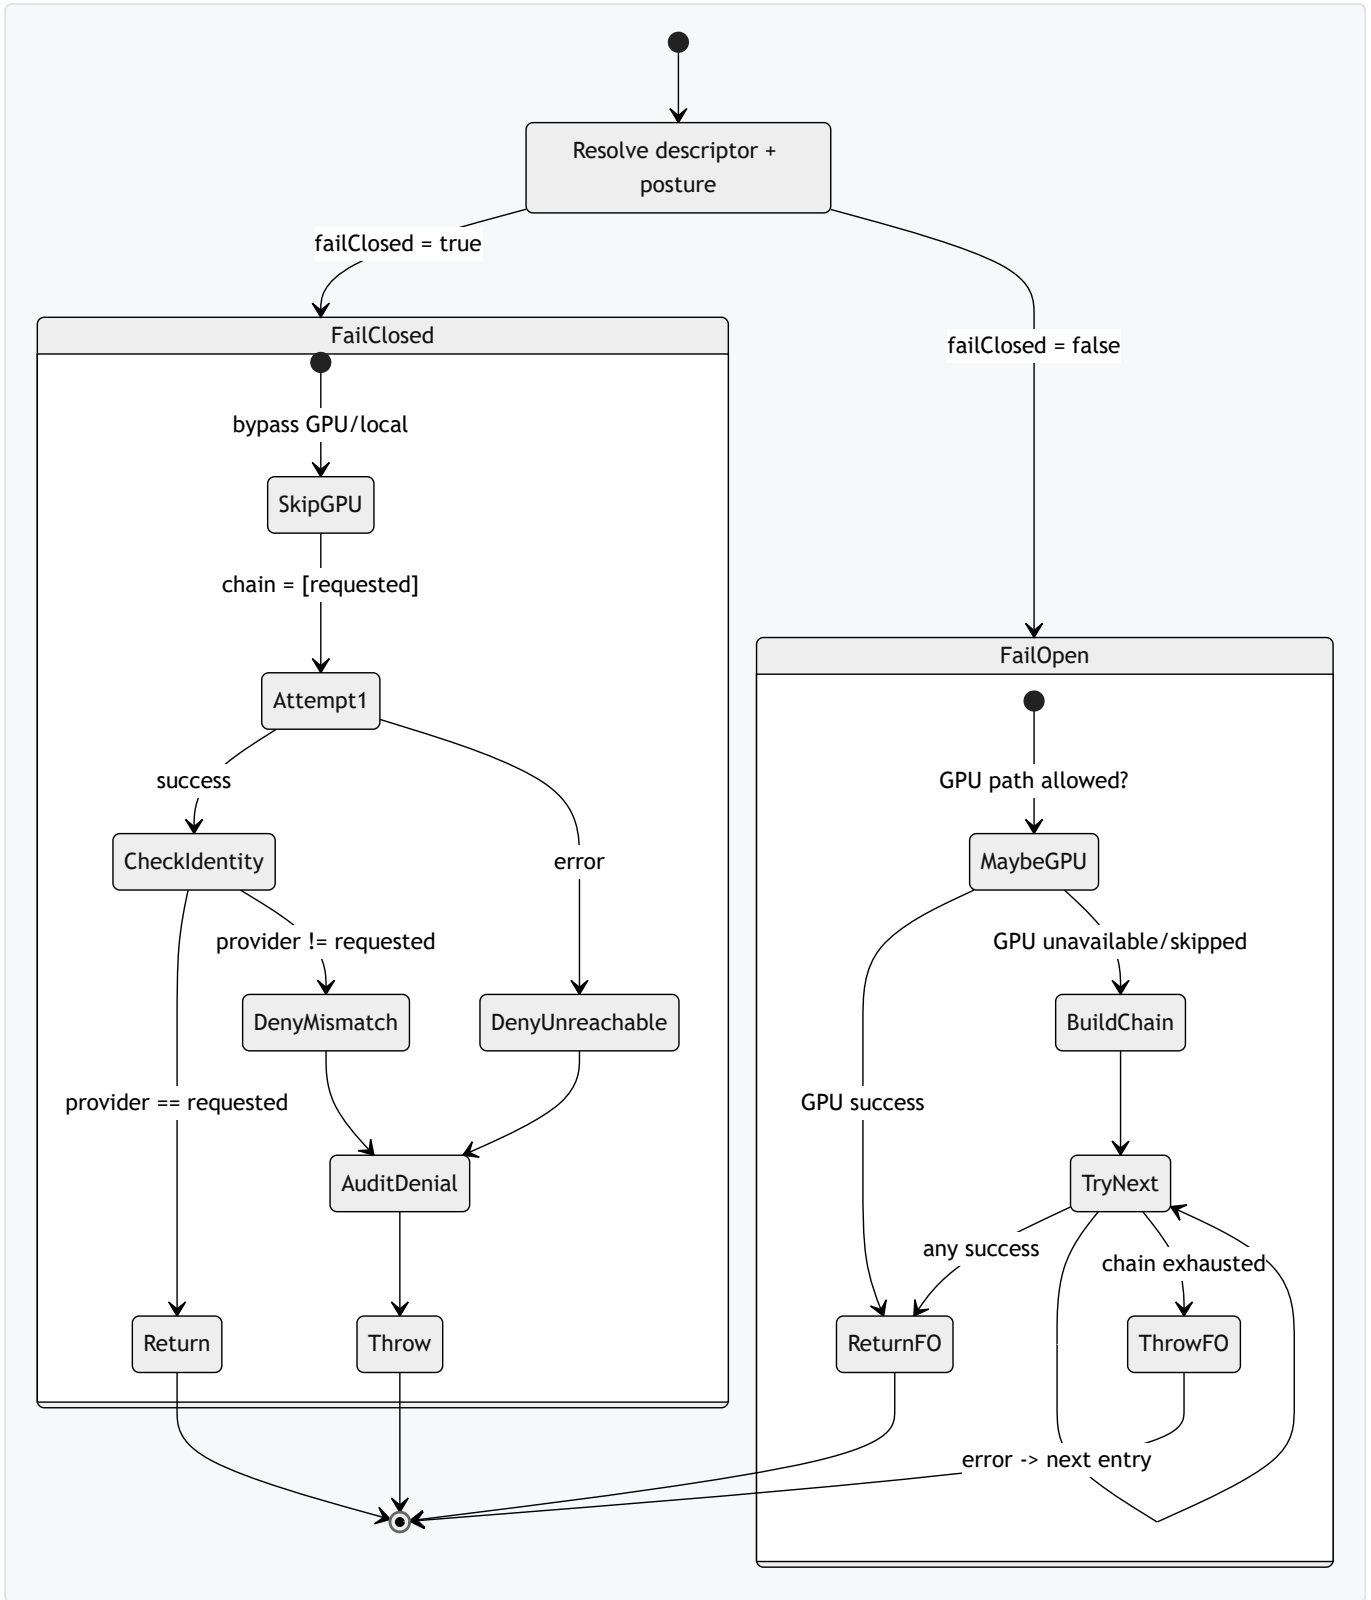 Resolve descriptor +
posture
failClosed = true
failClosed = false
FailClosed
bypass GPU/local
SkipGPU
chain = [requested]
Attempt1
success
error
CheckIdentity
provider != requested
DenyMismatch
DenyUnreachable
provider == requested
AuditDenial
Return
Throw
FailOpen
GPU path allowed?
MaybeGPU
GPU unavailable/skipped
BuildChain
GPU success
TryNext
any success
chain exhausted
ReturnFO
ThrowFO
error -> next entry